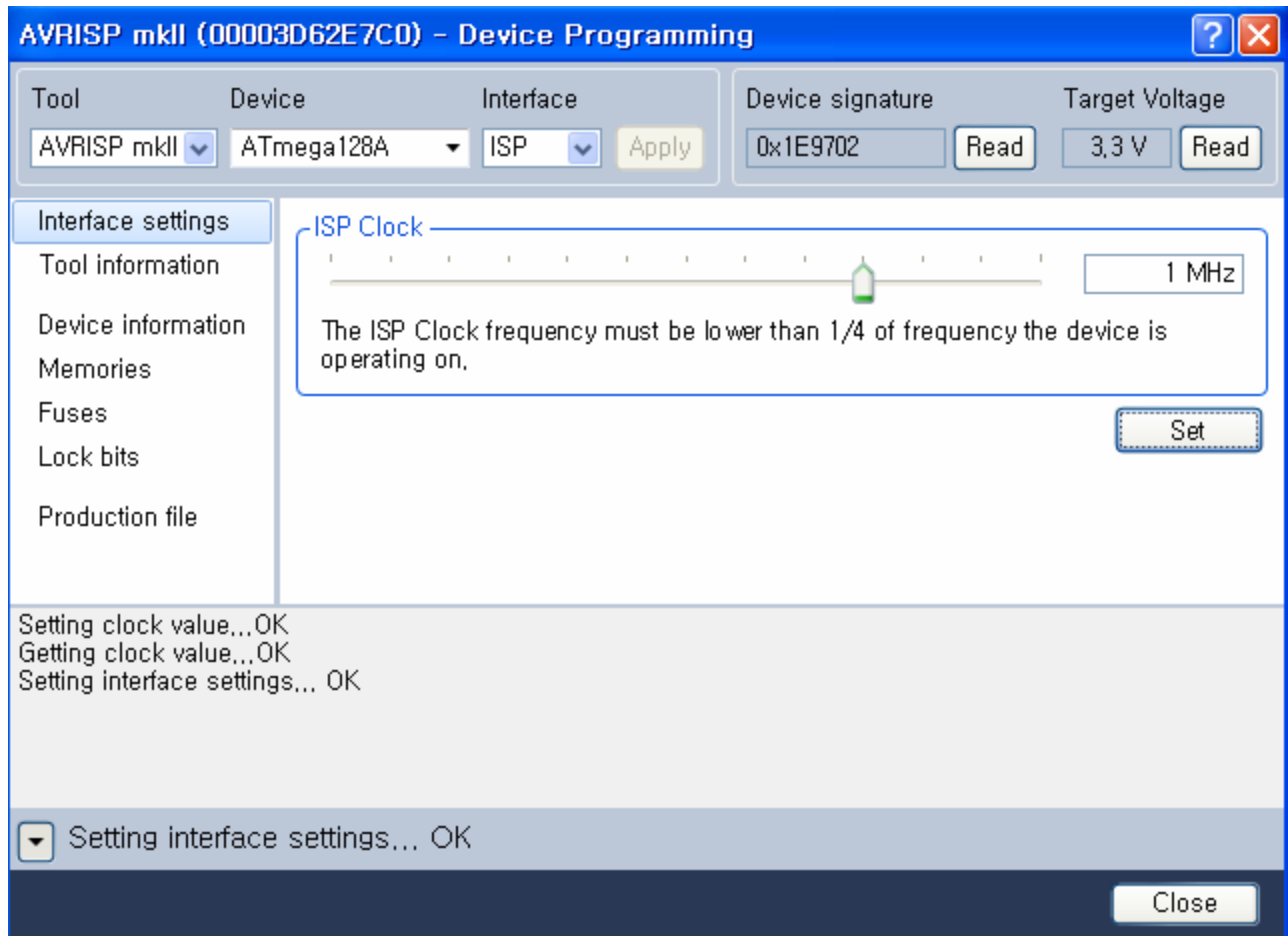 AVRISP mkII (00003D62E7C0) - Device Programming
Tool Device Interface Device signature Target Voltage
AVRISP mkII ATmega128A ISP Apply 0x1E9702 Read 3,3 V Read
Interface settings
Tool information
Device information
Memories
Fuses
Lock bits
Production file
ISP Clock
1 MHz
The ISP Clock frequency must be lower than 1/4 of frequency the device is
operating on,
Set
Setting clock value,,,OK
Getting clock value,,,OK
Setting interface settings,,, OK
Setting interface settings,,, OK
Close